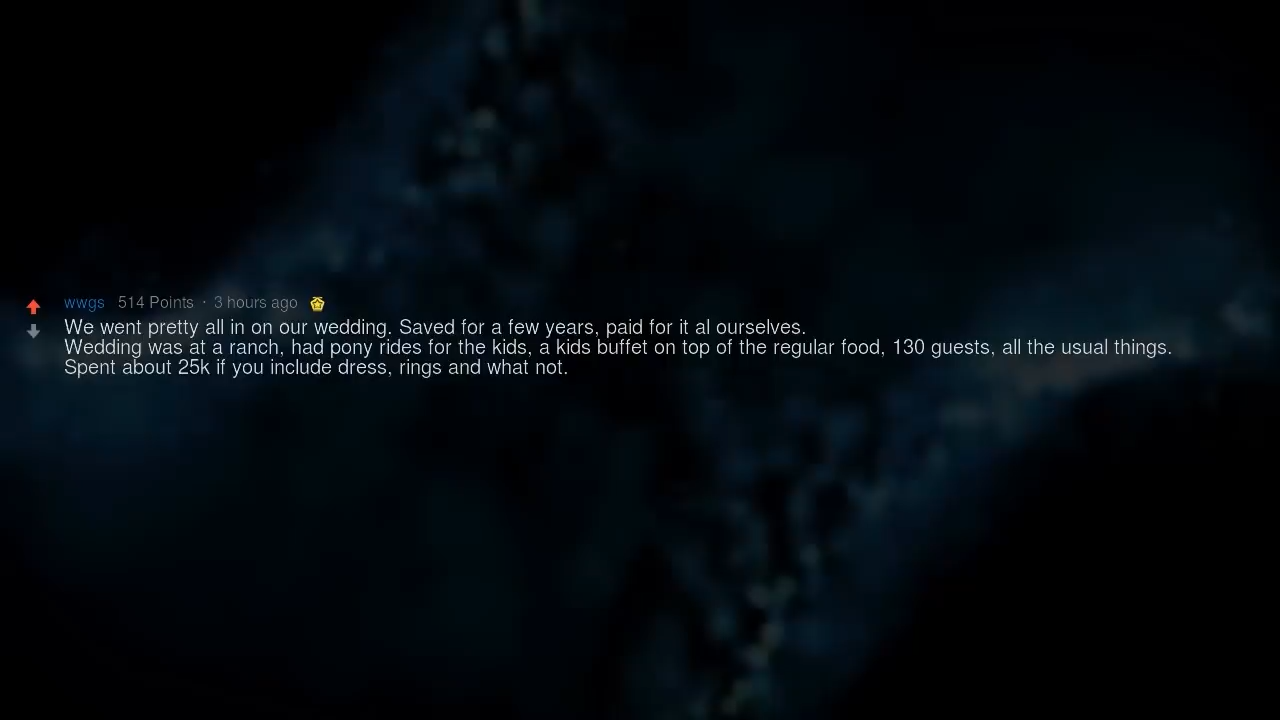 wwgs 514 Points · 3 hours ago
We went pretty all in on our wedding. Saved for a few years, paid for it al ourselves.
Wedding was at a ranch, had pony rides for the kids, a kids buffet on top of the regular food, 130 guests, all the usual things.
Spent about 25k if you include dress, rings and what not.